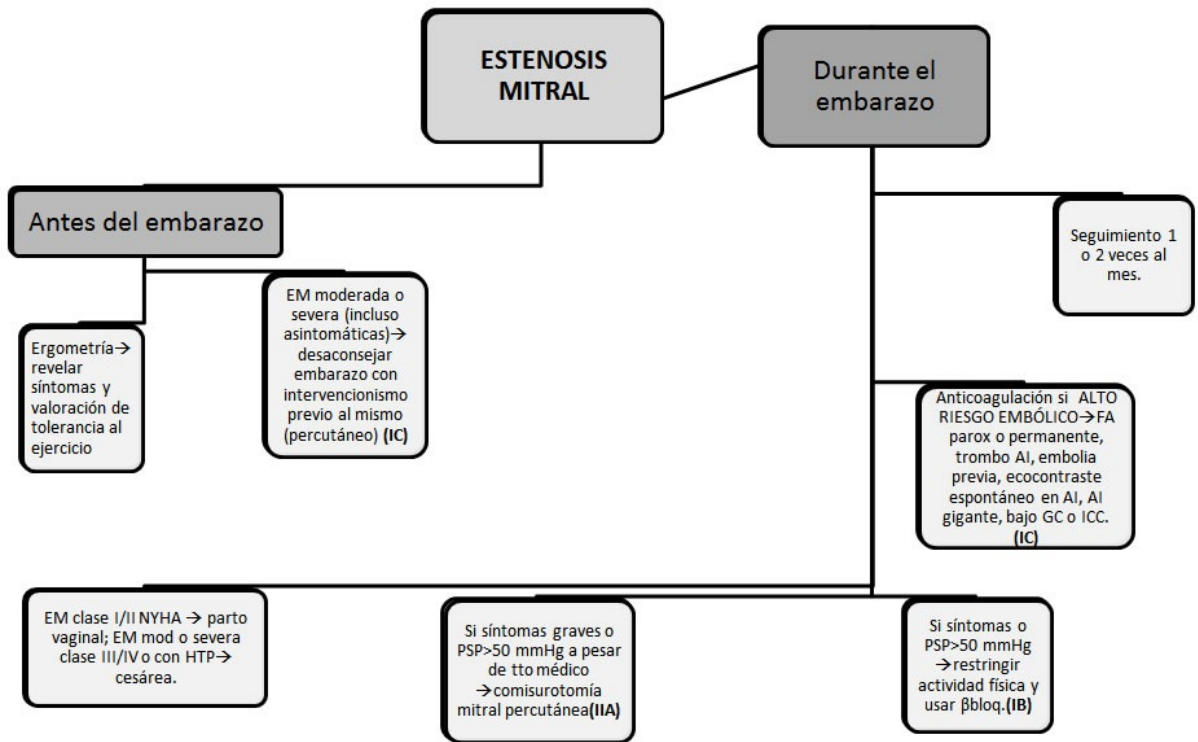 ESTENOSIS
MITRAL
Durante el
embarazo
Antes del embarazo
Seguimiento 1
o 2 veces al
mes.
EM moderada o
severa (incluso
asintomáticas)→
desaconsejar
embarazo con
intervencionismo
previo al mismo
(percutáneo) (IC)
Ergometría→
revelar
síntomas y
valoración de
tolerancia al
ejercicio
Anticoagulación si ALTO
RIESGO EMBÓLICO→FA
parox o permanente,
trombo AI, embolia
previa, ecocontraste
espontáneo en AI, AI
gigante, bajo GC o ICC.
(IC)
EM clase I/II NYHA → parto
vaginal; EM mod o severa
clase III/IV o con HTP→
cesárea.
Si síntomas graves o
PSP>50 mmHg a pesar
de tto médico
→comisurotomía
mitral percutánea(IIA)
Si síntomas o
PSP>50 mmHg
→restringir
actividad física y
usar βbloq.(IB)